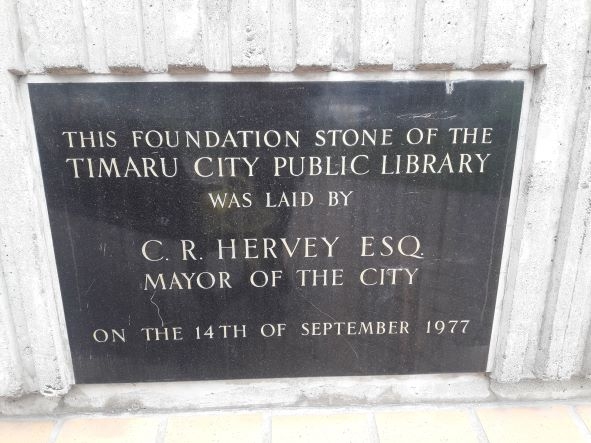 THIS FOUNDATION STONE OF THE
TIMARU CITY PUBLIC LIBRARY
WAS LAID BY
C. R. HERVEY ESQ.
MAYOR OF THE CITY
ON THE 14TH OF SEPTEMBER 1977